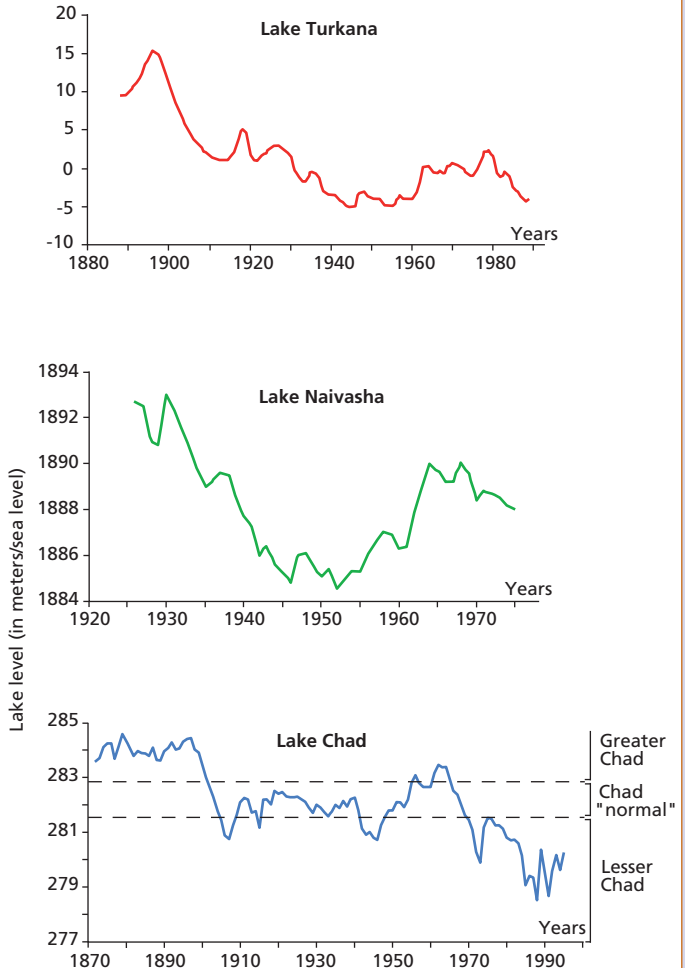 Lake Turkana
20
15
10
5
0
-5
-10
Years
1880 1900 1920 1940 1960 1980
Lake level (in meters/sea level)
Lake Naivasha
1894
1892
1890
1888
1886
1884
Years
1920 1930 1940 1950 1960 1970
Lake Chad
285
283
281
279
277
Greater
Chad
Chad
"normal"
Lesser
Chad
Years
1870 1890 1910 1930 1950 1970 1990